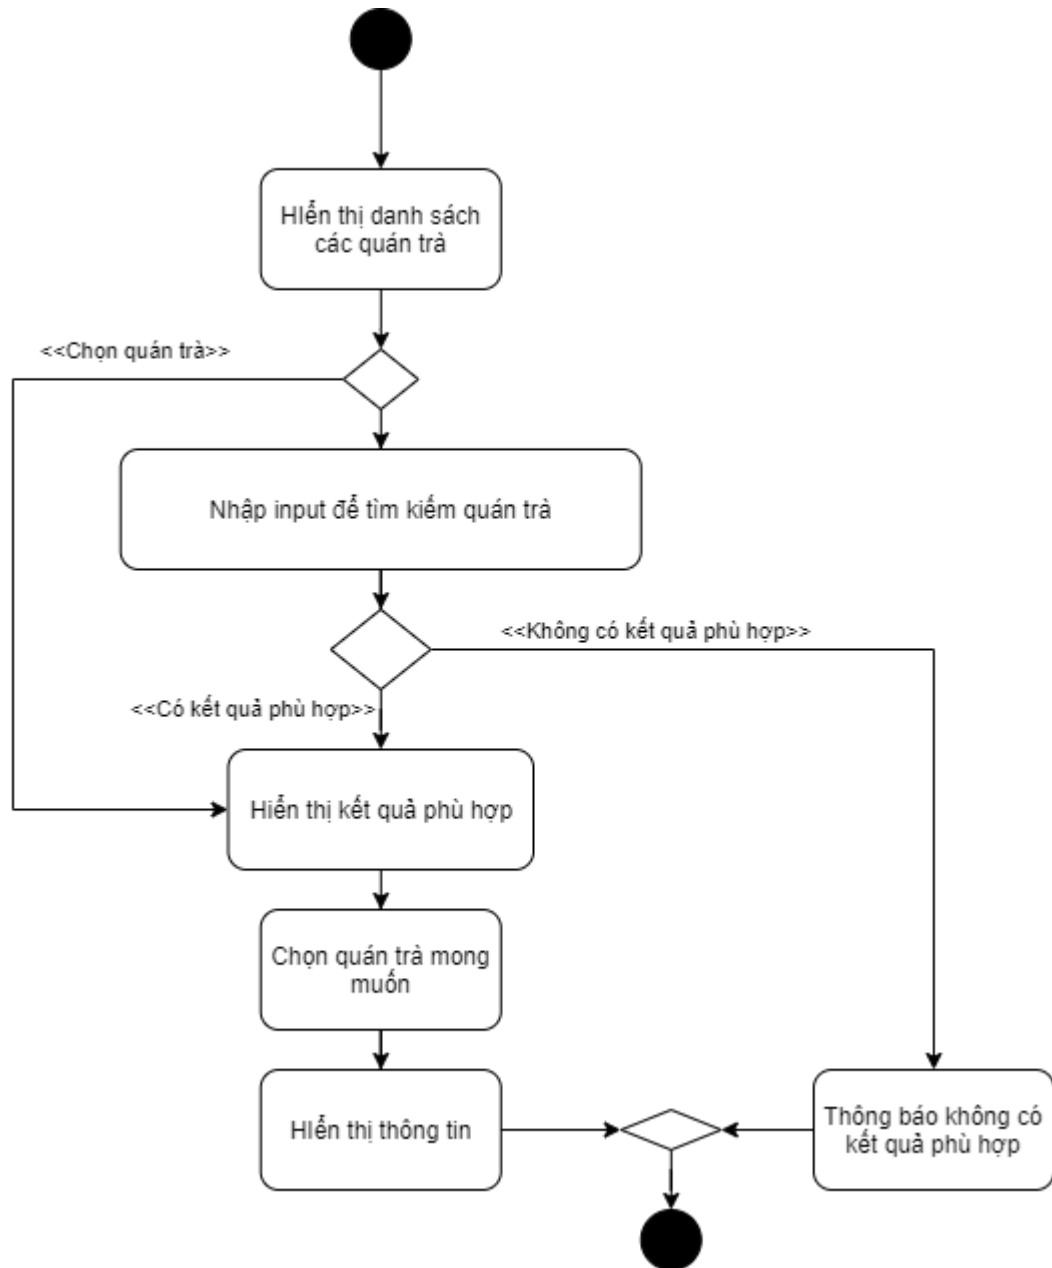 HIển thị danh sách
các quán trà
<<Chọn quán trà>>
Nhập input để tìm kiếm quán trà
<<Không có kết quả phù hợp>>
<<Có kết quả phù hợp>>
Hiển thị kết quả phù hợp
Chọn quán trà mong
muốn
HIển thị thông tin
Thông báo không có
kết quả phù hợp